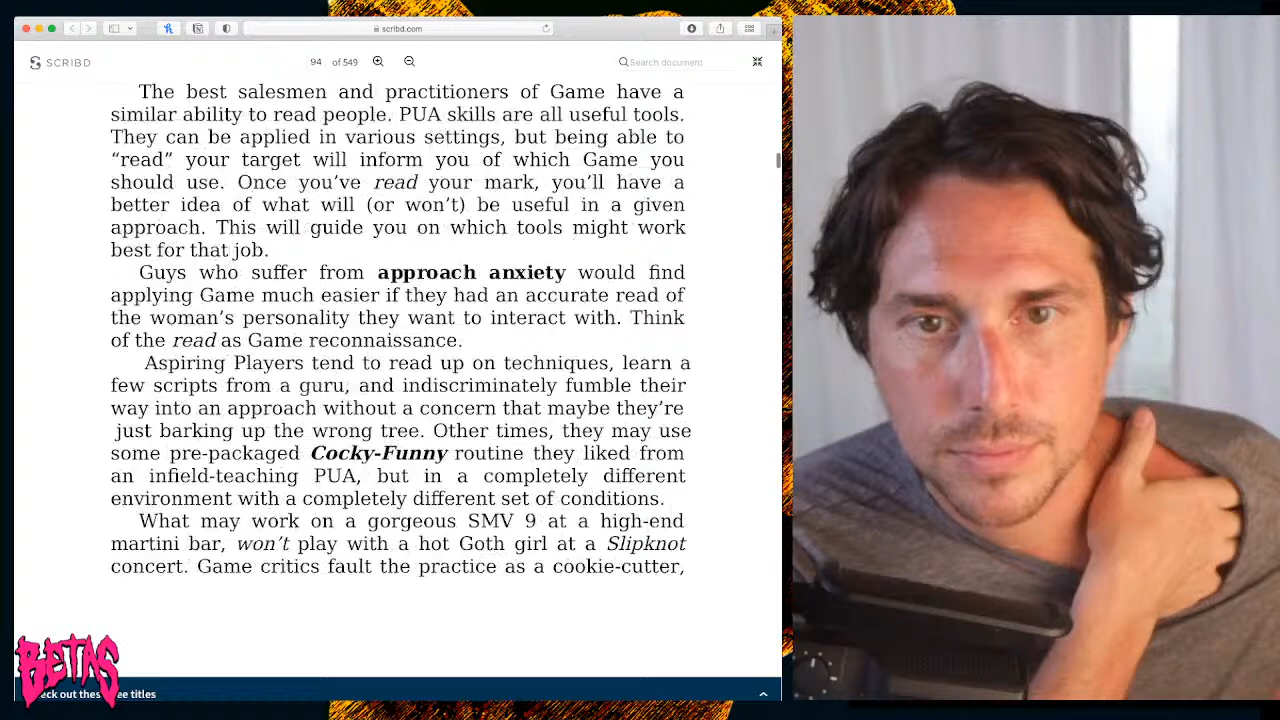 scribd.com
SCRIBD
94 of 549
Search document
The best salesmen and practitioners of Game have a
similar ability to read people. PUA skills are all useful tools.
They can be applied in various settings, but being able to
“read” your target will inform you of which Game you
should use. Once you’ve read your mark, you’ll have a
better idea of what will (or won’t) be useful in a given
approach. This will guide you on which tools might work
best for that job.
Guys who suffer from approach anxiety would find
applying Game much easier if they had an accurate read of
the woman’s personality they want to interact with. Think
of the read as Game reconnaissance.
Aspiring Players tend to read up on techniques, learn a
few scripts from a guru, and indiscriminately fumble their
way into an approach without a concern that maybe they’re
just barking up the wrong tree. Other times, they may use
some pre-packaged Cocky-Funny routine they liked from
an infield-teaching PUA, but in a completely different
environment with a completely different set of conditions.
What may work on a gorgeous SMV 9 at a high-end
martini bar, won’t play with a hot Goth girl at a Slipknot
concert. Game critics fault the practice as a cookie-cutter,
BETAS
eck out thes ee titles